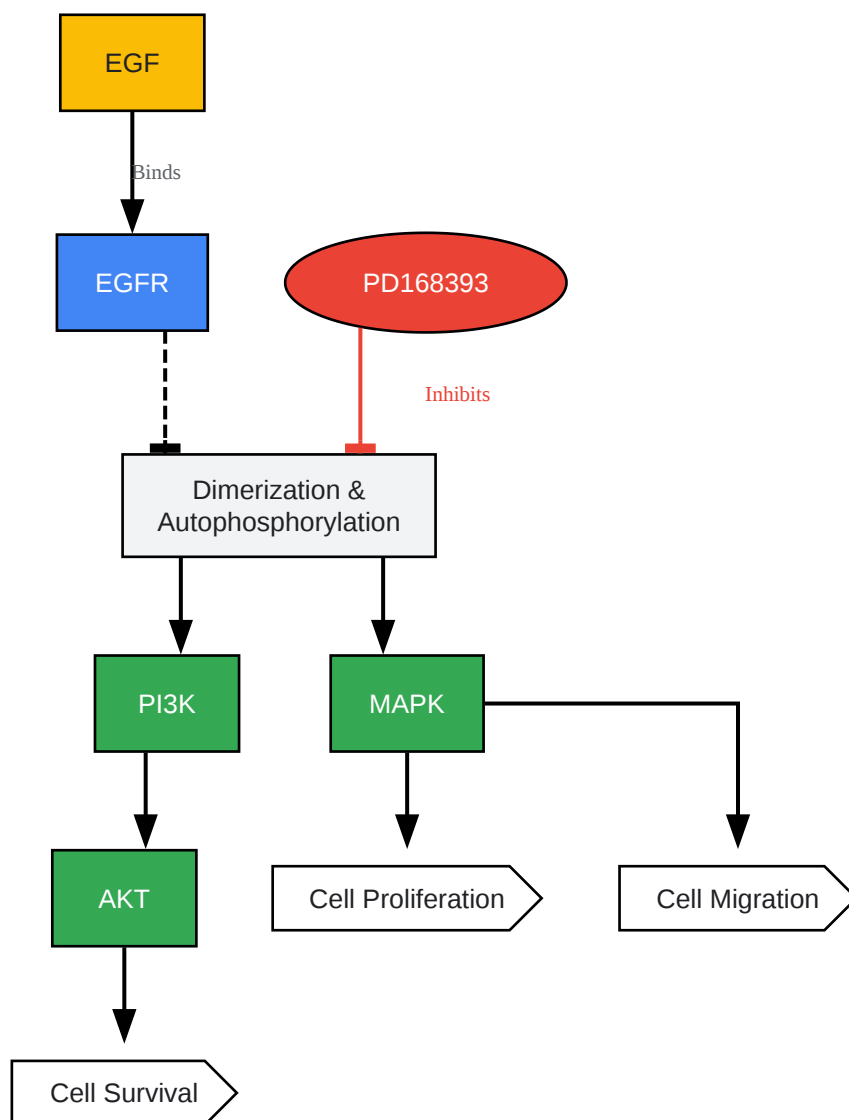 EGF
Binds
EGFR
PD168393
Inhibits
Dimerization &
Autophosphorylation
PI3K
MAPK
AKT
Cell Proliferation
Cell Migration
Cell Survival